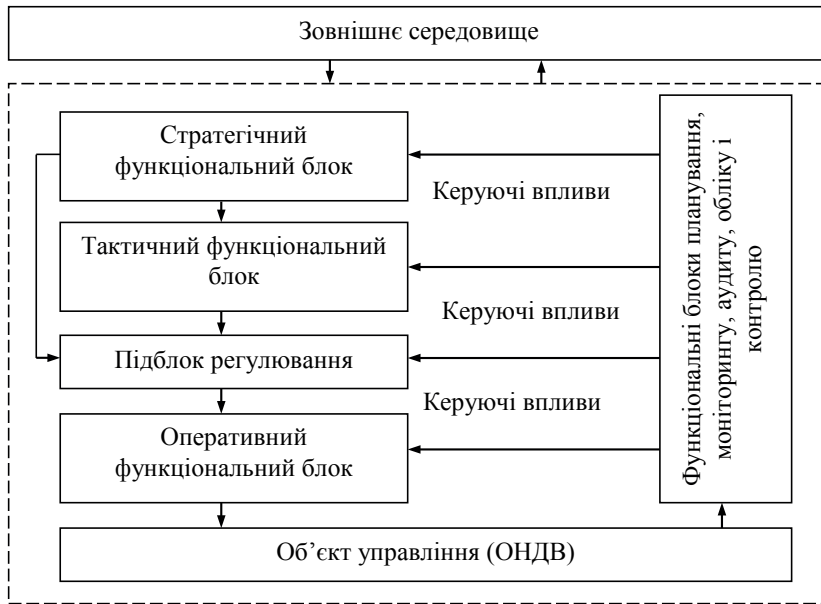 Зовнішнє середовище
Стратегічний
функціональний блок
Керуючі впливи
Тактичний функціональний
блок
Керуючі впливи
Підблок регулювання
Керуючі впливи
Оперативний
функціональний блок
Функціональні блоки планування,
моніторингу, аудиту, обліку і
контролю
Об’єкт управління (ОНДВ)